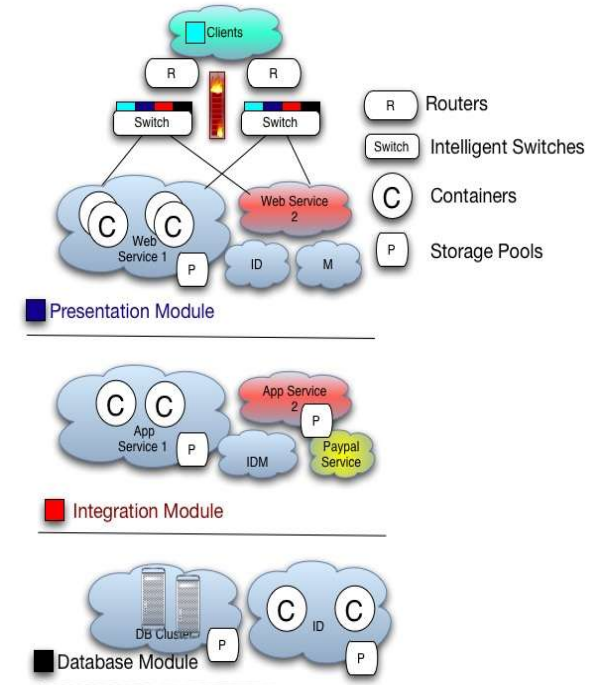 Clients
R
R
Switch
Switch
R
Routers
Switch
Intelligent Switches
C
Containers
P
Storage Pools
C
C
Web
Service 1
P
Web Service
2
ID
M
Presentation Module
C
C
App
Service 1
P
App Service
2
P
IDM
Paypal
Service
Integration Module
DB Cluster
P
C
ID
C
P
Database Module